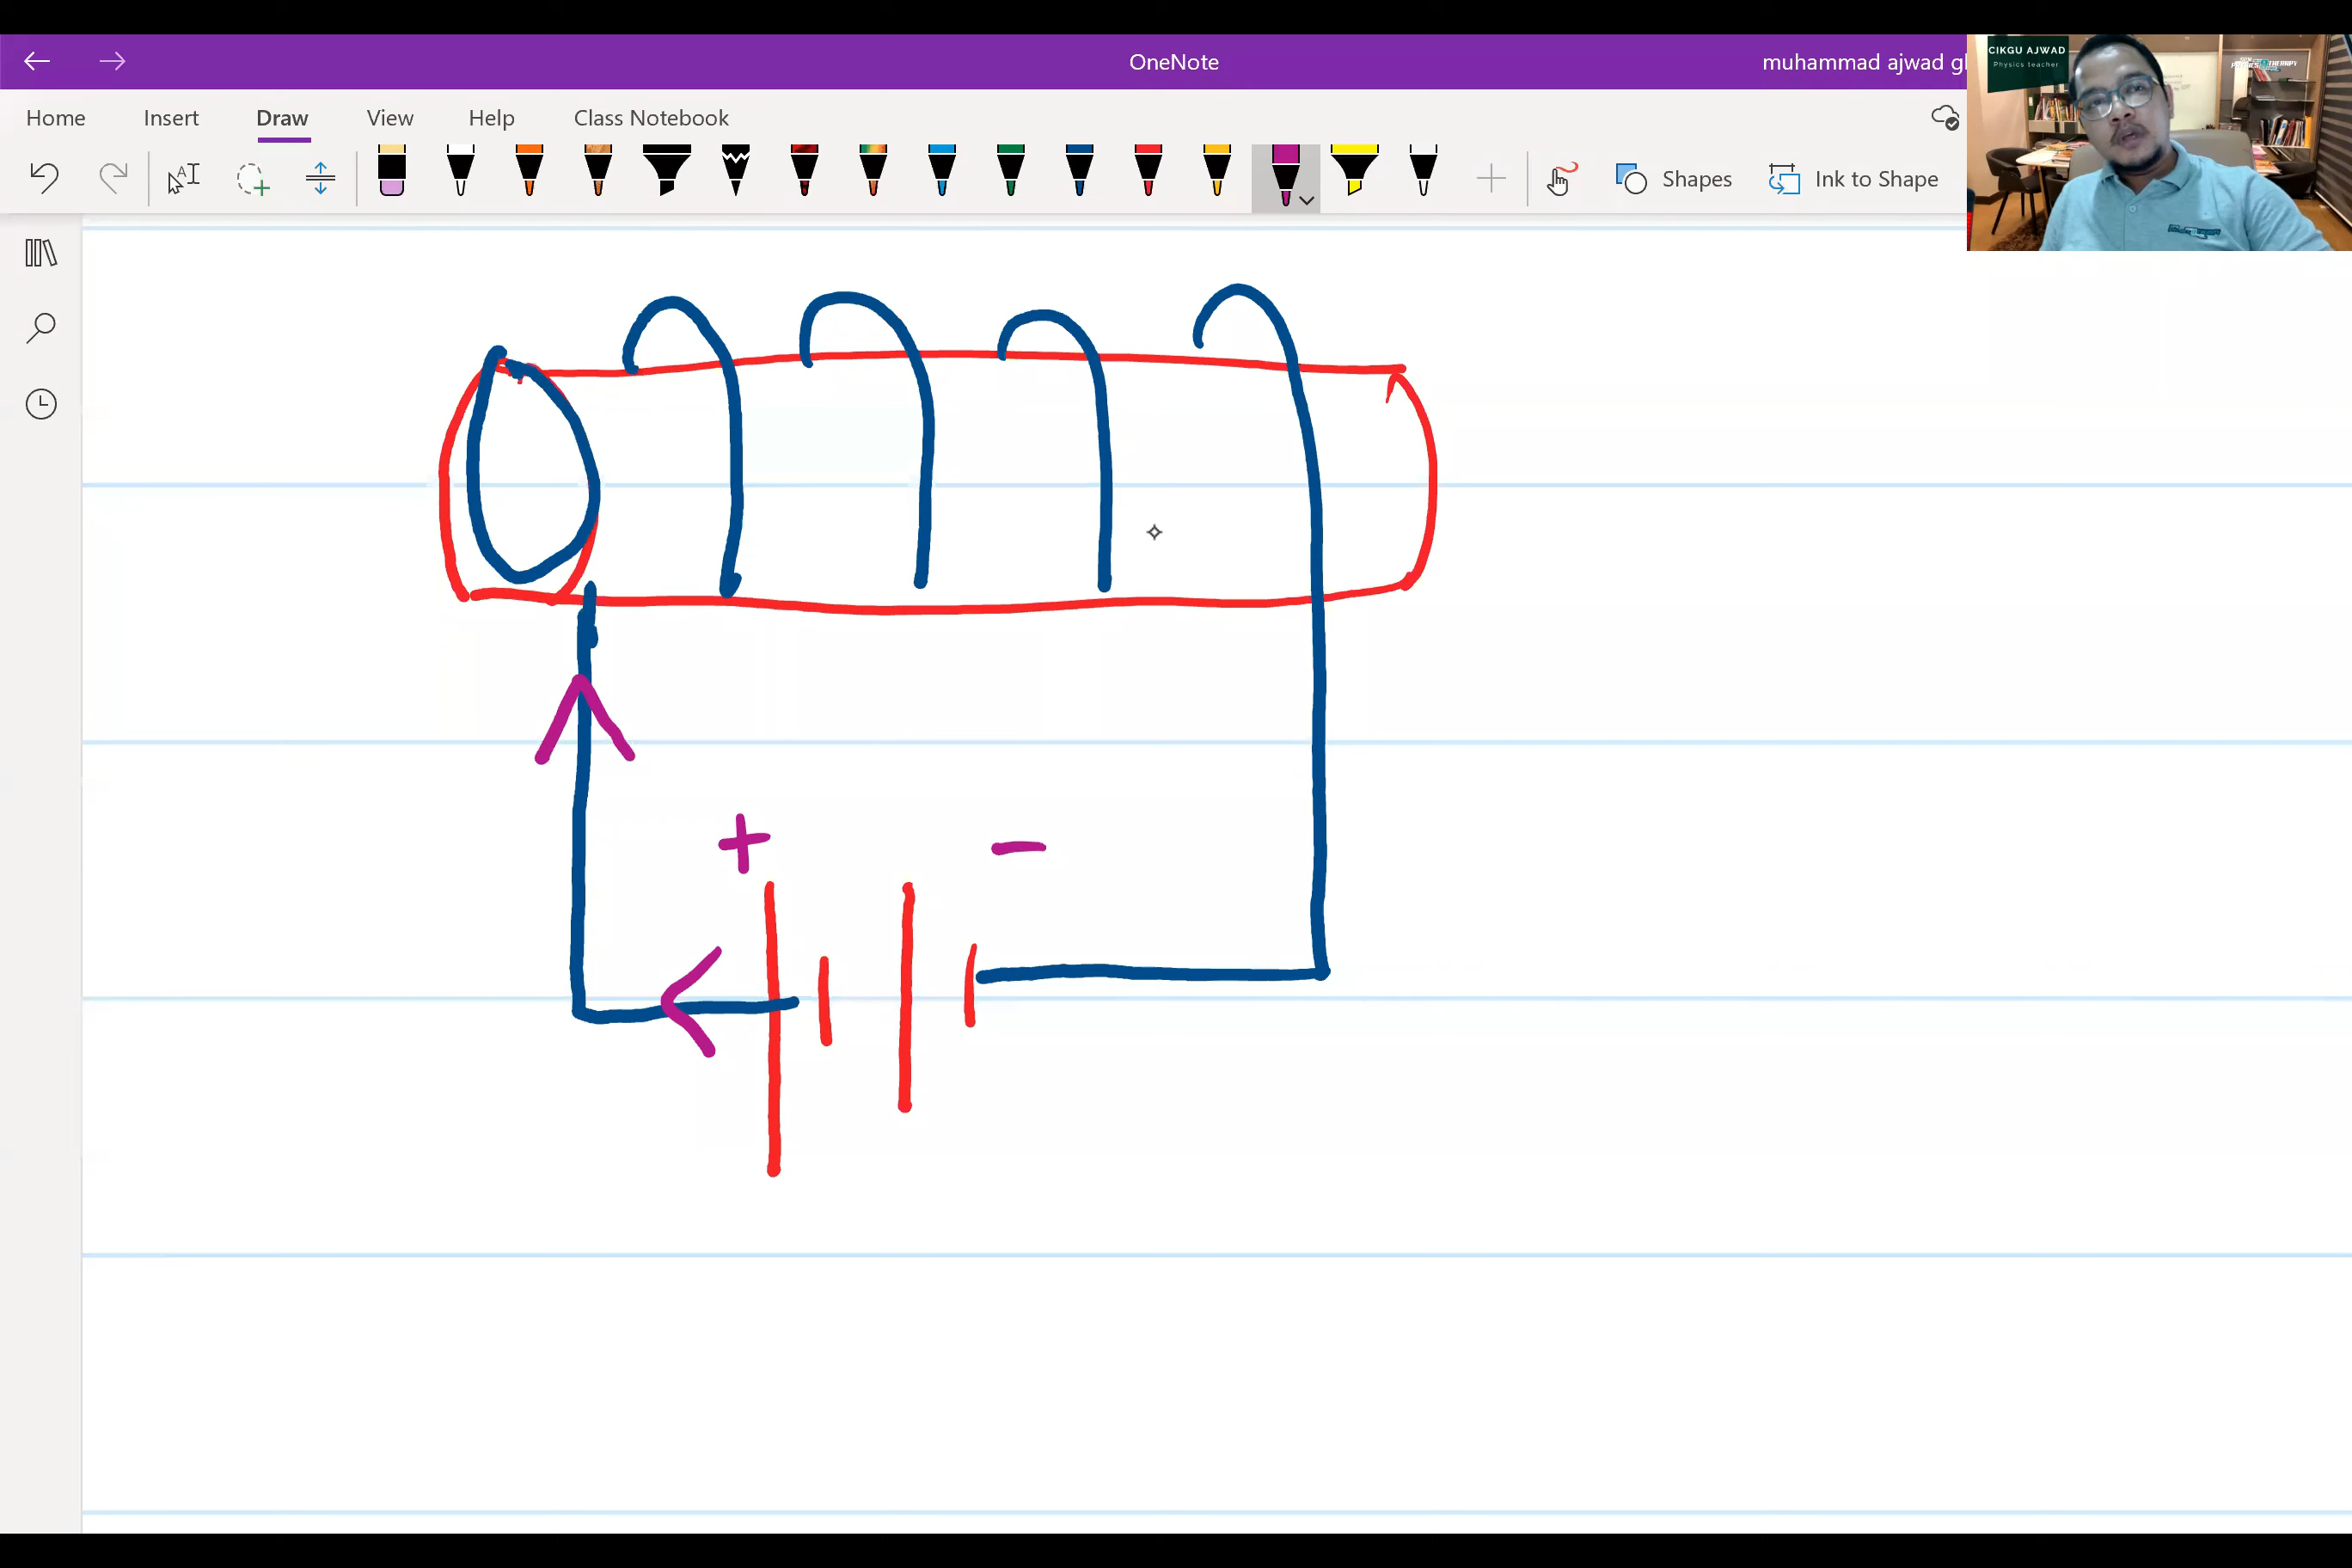 OneNote
muhammad ajwad gl
CIKGU AJWAD
Physics teacher
Home Insert Draw View Help Class Notebook
Shapes
Ink to Shape
+ -